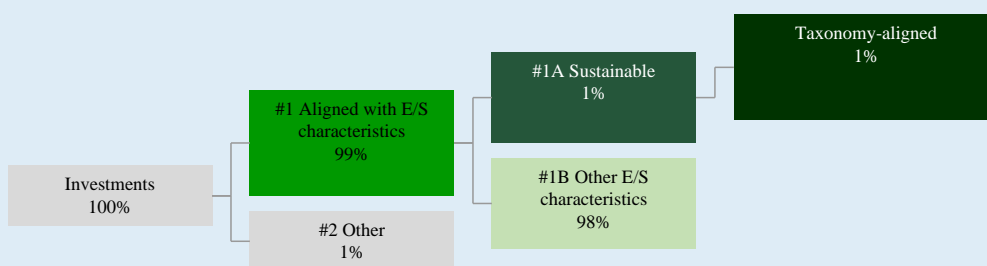 Investments
100%
#1 Aligned with E/S
characteristics
99%
#2 Other
1%
#1A Sustainable
1%
#1B Other E/S
characteristics
98%
Taxonomy-aligned
1%